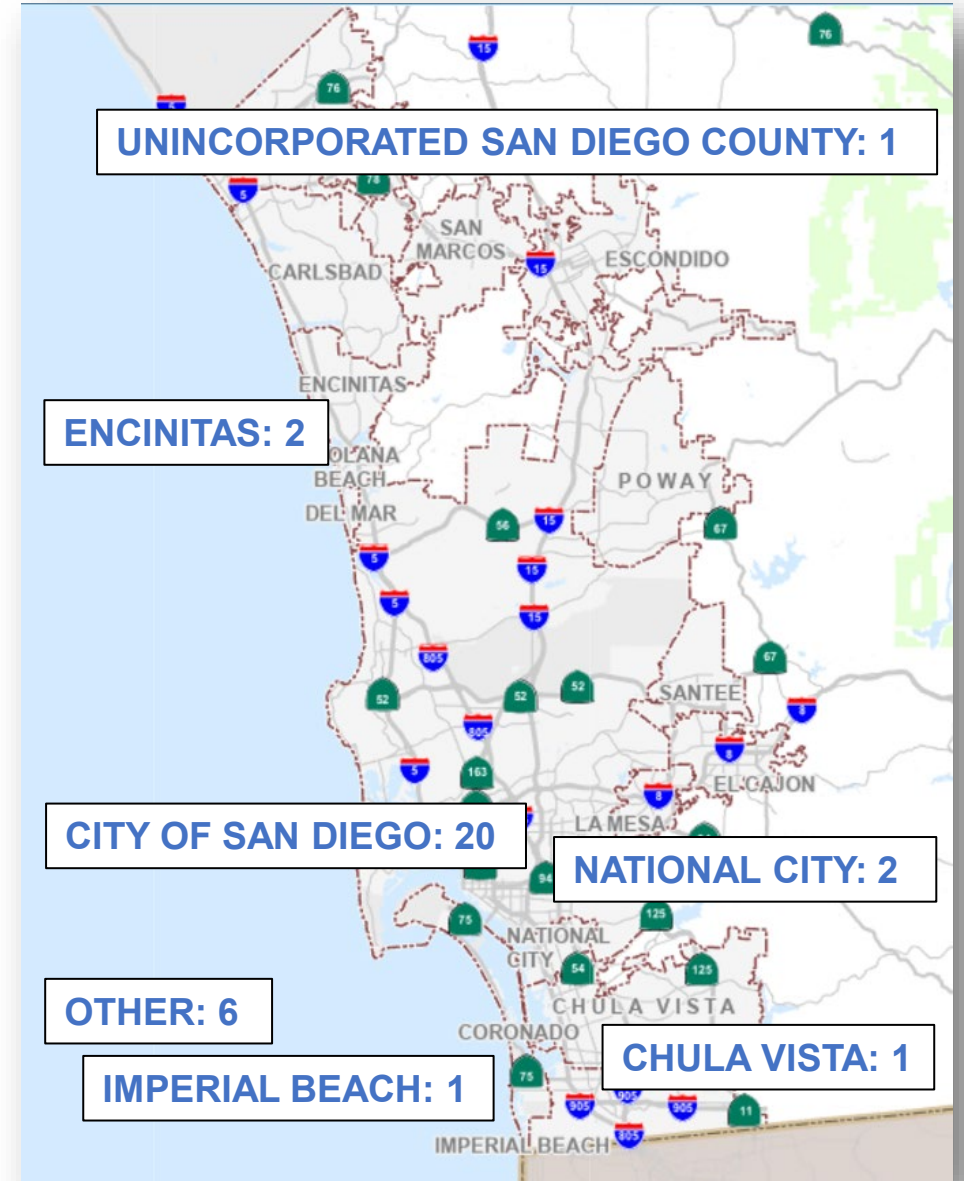 76
15
76
5
UNINCORPORATED SAN DIEGO COUNTY: 1
78
5
SAN
MARCOS
15
ESCONDIDO
CARLSBAD
ENCINITAS
ENCINITAS: 2
OLANA
BEACH
POWAY
DEL MAR
56
15
67
5
15
5
15
805
67
52
52
52
SANTEE
8
805
8
5
163
EL CAJON
8
LA MESA
CITY OF SAN DIEGO: 20
NATIONAL CITY: 2
94
75
125
NATIONAL
CITY
54
125
OTHER: 6
CHULA VISTA
CORONADO
CHULA VISTA: 1
IMPERIAL BEACH: 1
75
905
905
905
11
805
IMPERIAL BEACH